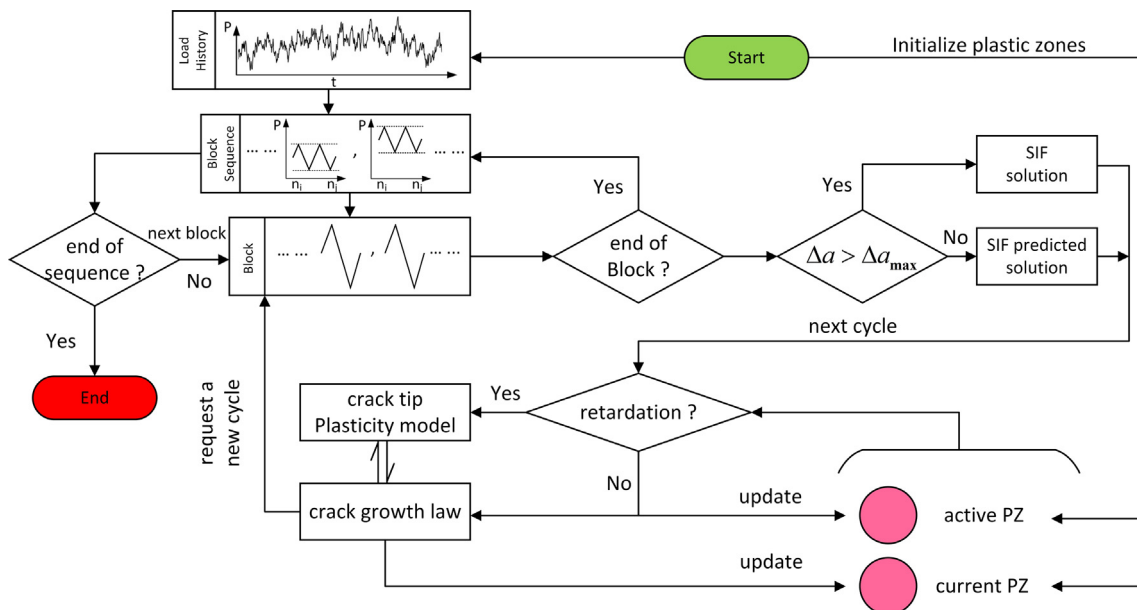 Load
History
P
t
Start
Initialize plastic zones
Block
Sequence
P
n_i n_j
... ... , ... ...
P
n_i n_j
Yes
Yes
SIF
solution
end of
sequence ?
next block
No
Block
... ... , ... ...
end of
Block ?
Δa > Δa_max
No
SIF predicted
solution
next cycle
Yes
End
request a
new cycle
crack tip
Plasticity model
Yes
retardation ?
No
crack growth law
update
active PZ
update
current PZ